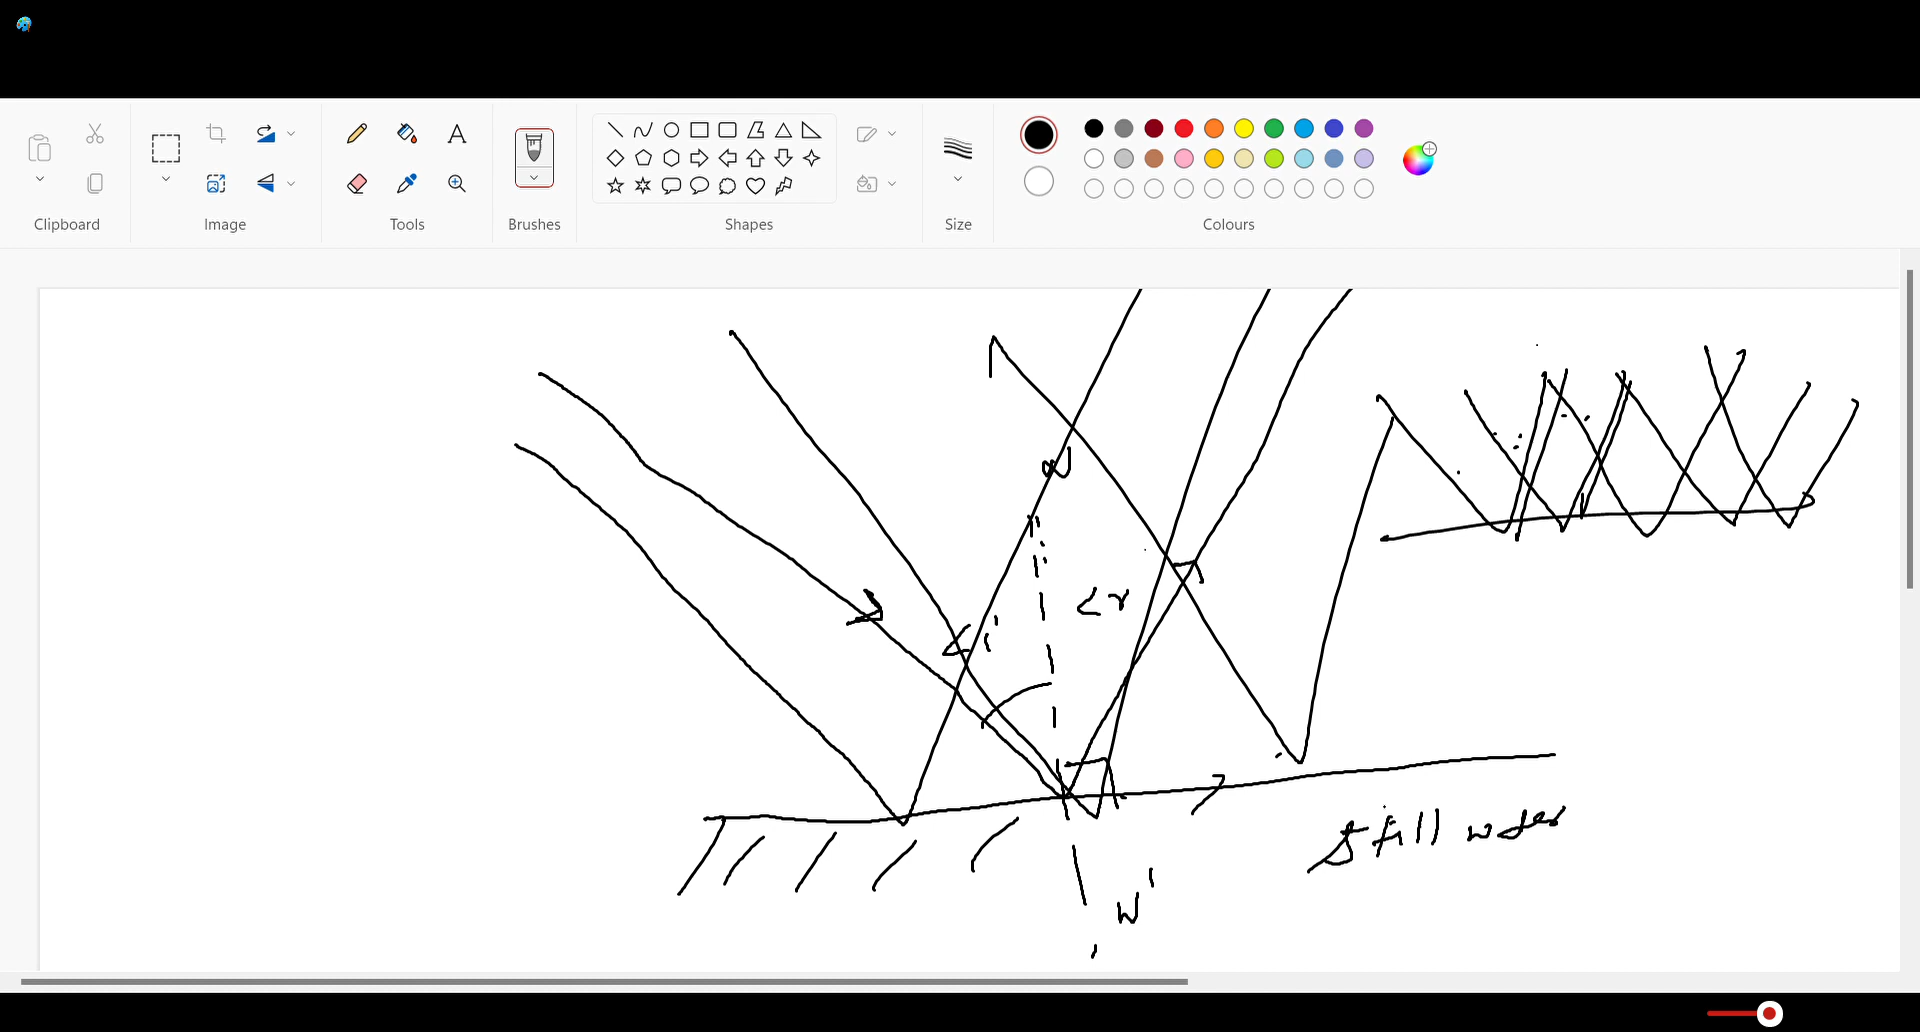 Clipboard
Image
Tools
Brushes
Shapes
Size
Colours
N
<i'
<r
still water
N'